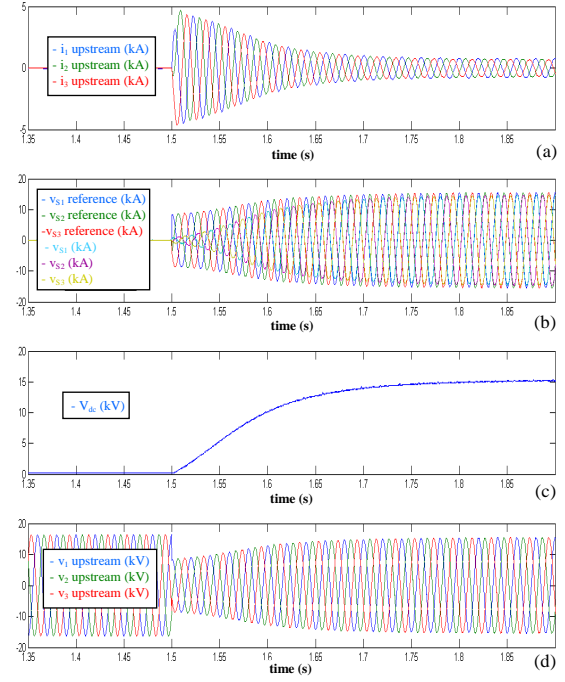 5
0
-5
- i1 upstream (kA)
- i2 upstream (kA)
- i3 upstream (kA)
1.35 1.4 1.45 1.5 1.55 1.6 1.65 1.7 1.75 1.8 1.85
time (s)
(a)
20
10
0
-10
-20
- vS1 reference (kA)
- vS2 reference (kA)
-vS3 reference (kA)
- vS1 (kA)
- vS2 (kA)
- vS3 (kA)
1.35 1.4 1.45 1.5 1.55 1.6 1.65 1.7 1.75 1.8 1.85
time (s)
(b)
20
15
10
5
0
- Vdc (kV)
1.35 1.4 1.45 1.5 1.55 1.6 1.65 1.7 1.75 1.8 1.85
time (s)
(c)
20
10
0
-10
-20
- v1 upstream (kV)
- v2 upstream (kV)
- v3 upstream (kV)
1.35 1.4 1.45 1.5 1.55 1.6 1.65 1.7 1.75 1.8 1.85
time (s)
(d)